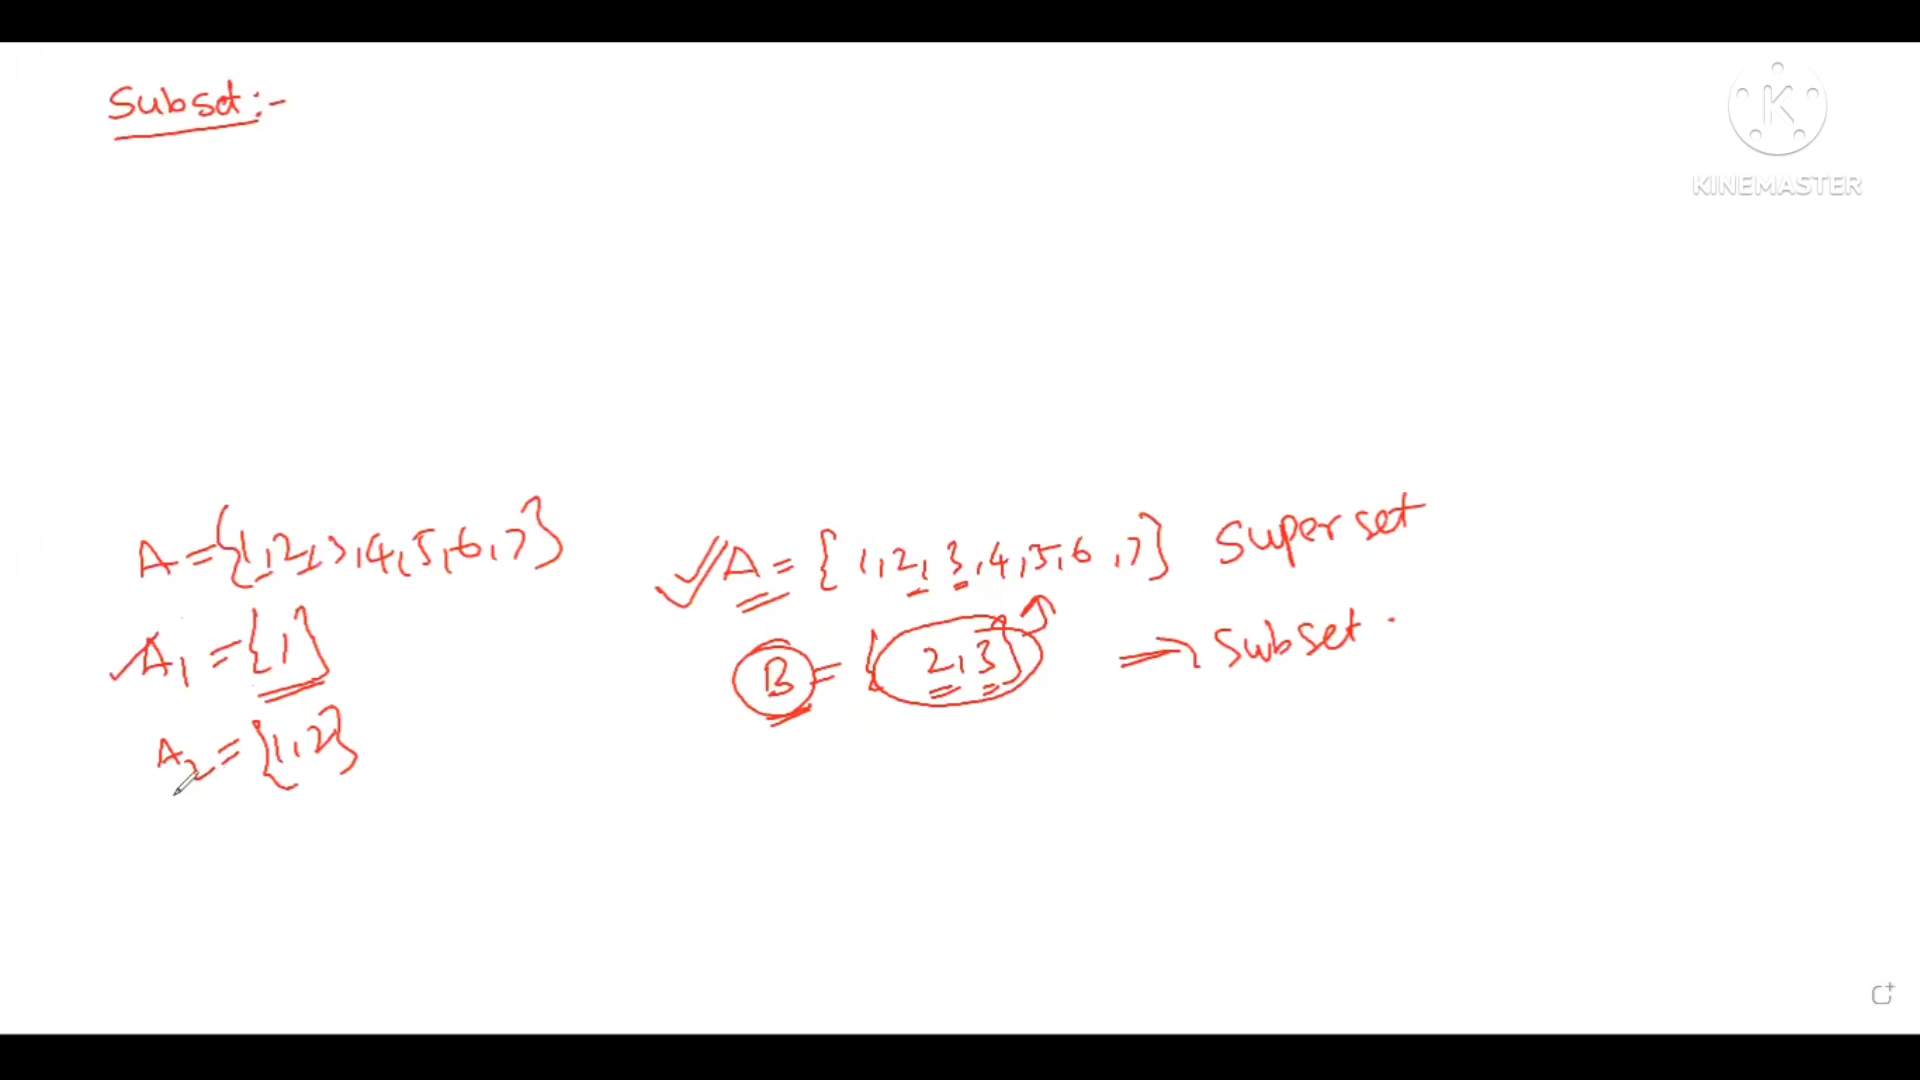 Subset:-
K
KINEMASTER
A = {1,2,3,4,5,6,7}
A1 = {1}
A2 = {1,2}
A = {1,2,3,4,5,6,7} Super set
B = {2,3} → Subset.